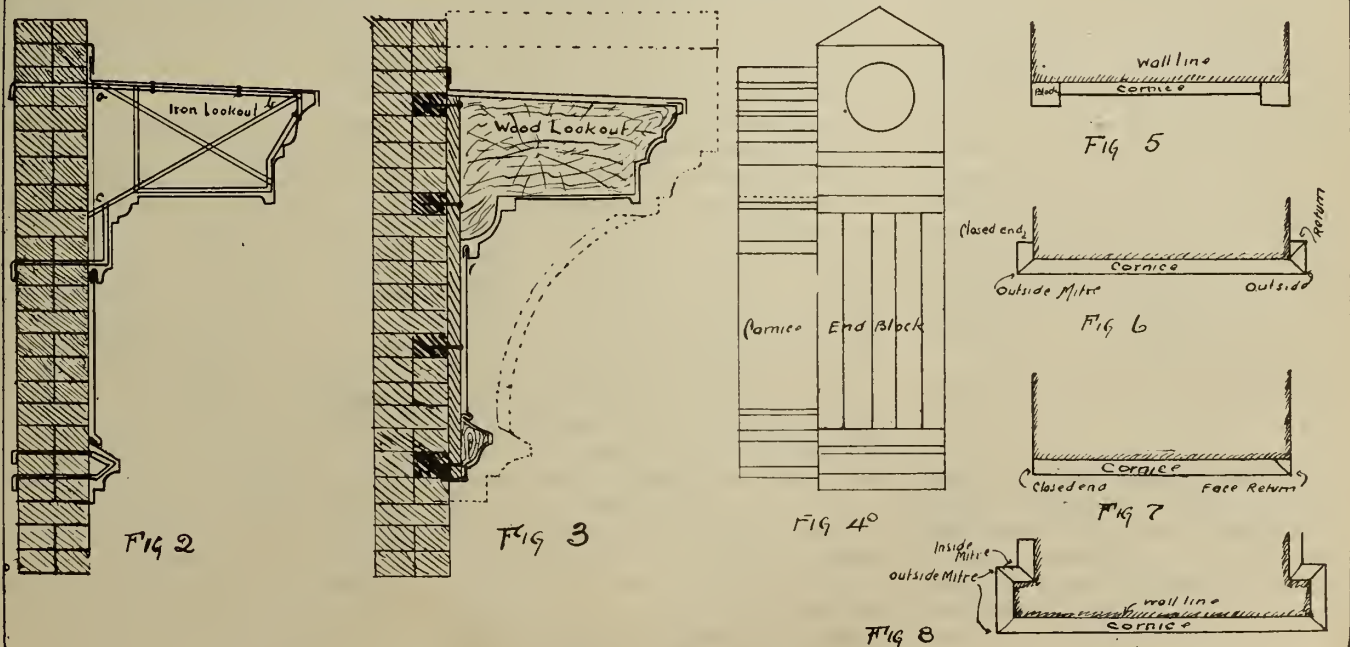 Iron Lookout
a
c
FIG 2
Wood Lookout
FIG 3
Cornice
End Block
FIG 4
Wall line
Cornice
Block
FIG 5
Closed end
Return
Cornice
Outside Mitre
Outside
FIG 6
Cornice
Closed end
Face Return
FIG 7
Inside
Mitre
Outside Mitre
wall line
Cornice
FIG 8